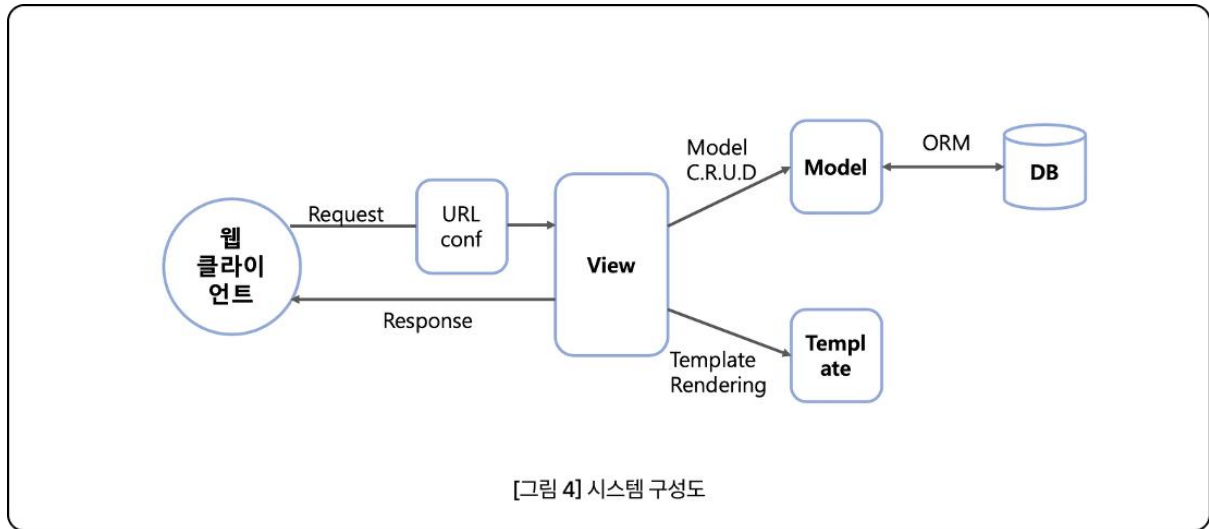 웹
클라이
언트
Request
URL
conf
View
Response
Model
C.R.U.D
Model
ORM
DB
Template
Rendering
Templ
ate
[그림 4] 시스템 구성도